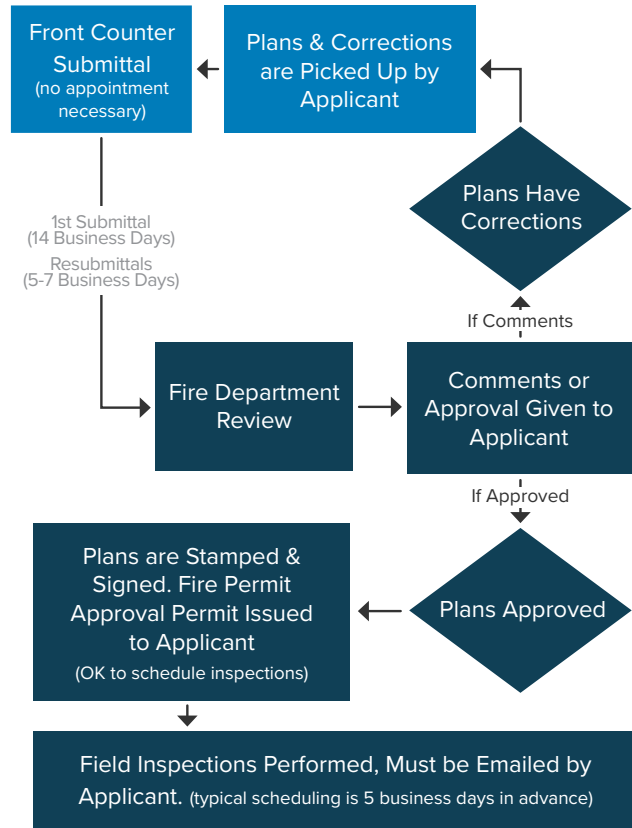 Front Counter
Submittal
(no appointment
necessary)
Plans & Corrections
are Picked Up by
Applicant
Plans Have
Corrections
1st Submittal
(14 Business Days)
Resubmittals
(5-7 Business Days)
If Comments
Fire Department
Review
Comments or
Approval Given to
Applicant
If Approved
Plans are Stamped &
Signed. Fire Permit
Approval Permit Issued
to Applicant
(OK to schedule inspections)
Plans Approved
Field Inspections Performed, Must be Emailed by
Applicant. (typical scheduling is 5 business days in advance)